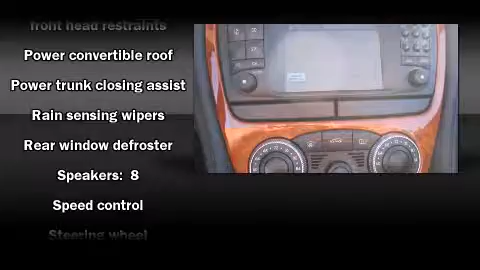 front head restraints
Power convertible roof
Power trunk closing assist
Rain sensing wipers
Rear window defroster
Speakers:  8
Speed control
Steering wheel